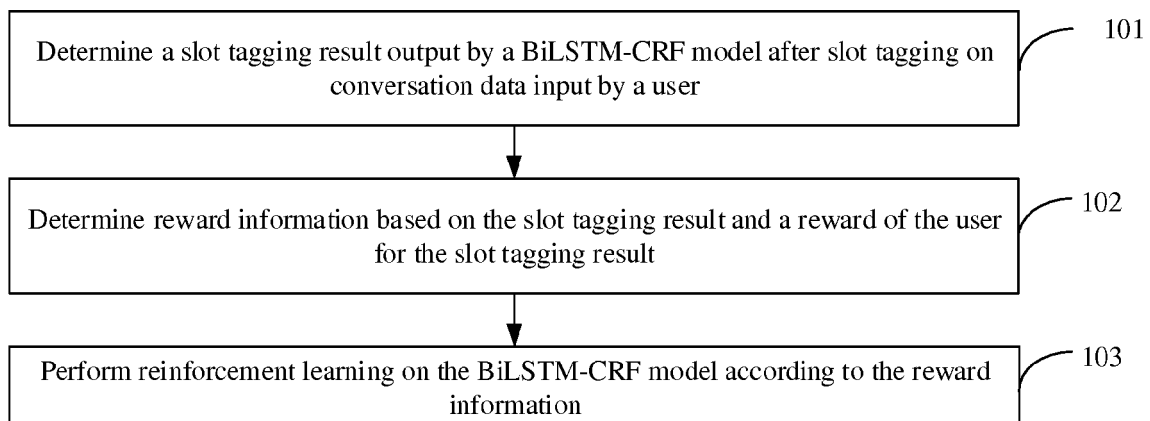 Determine a slot tagging result output by a BiLSTM-CRF model after slot tagging on
conversation data input by a user
101
Determine reward information based on the slot tagging result and a reward of the user
for the slot tagging result
102
Perform reinforcement learning on the BiLSTM-CRF model according to the reward
information
103